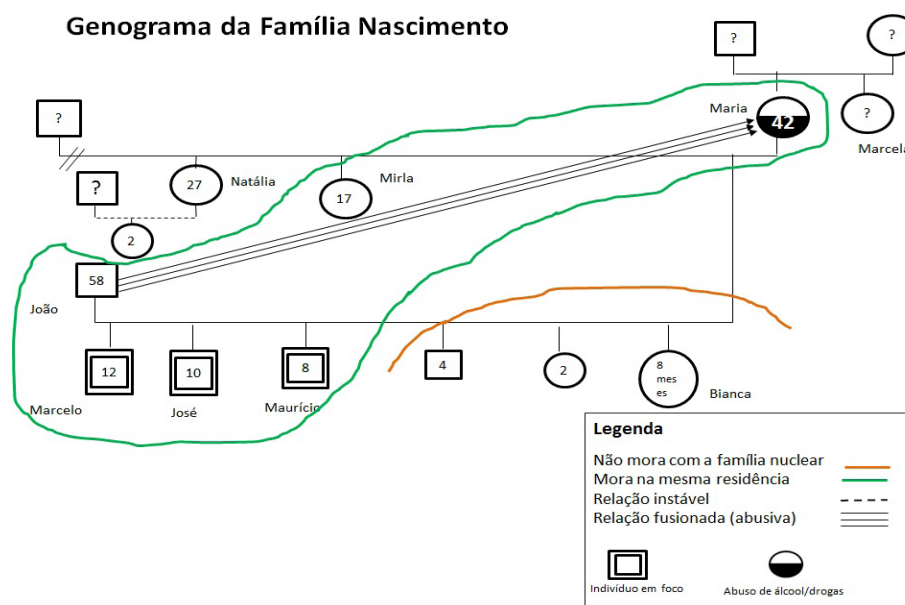 Genograma da Família Nascimento
?
?
Maria
42
?
Marcela
?
?
27
Natália
Mirla
17
2
58
João
12
10
8
4
2
8
mes
es
Marcelo
José
Maurício
Bianca
Legenda
Não mora com a família nuclear
Mora na mesma residência
Relação instável
Relação fusionada (abusiva)
Indivíduo em foco
Abuso de álcool/drogas